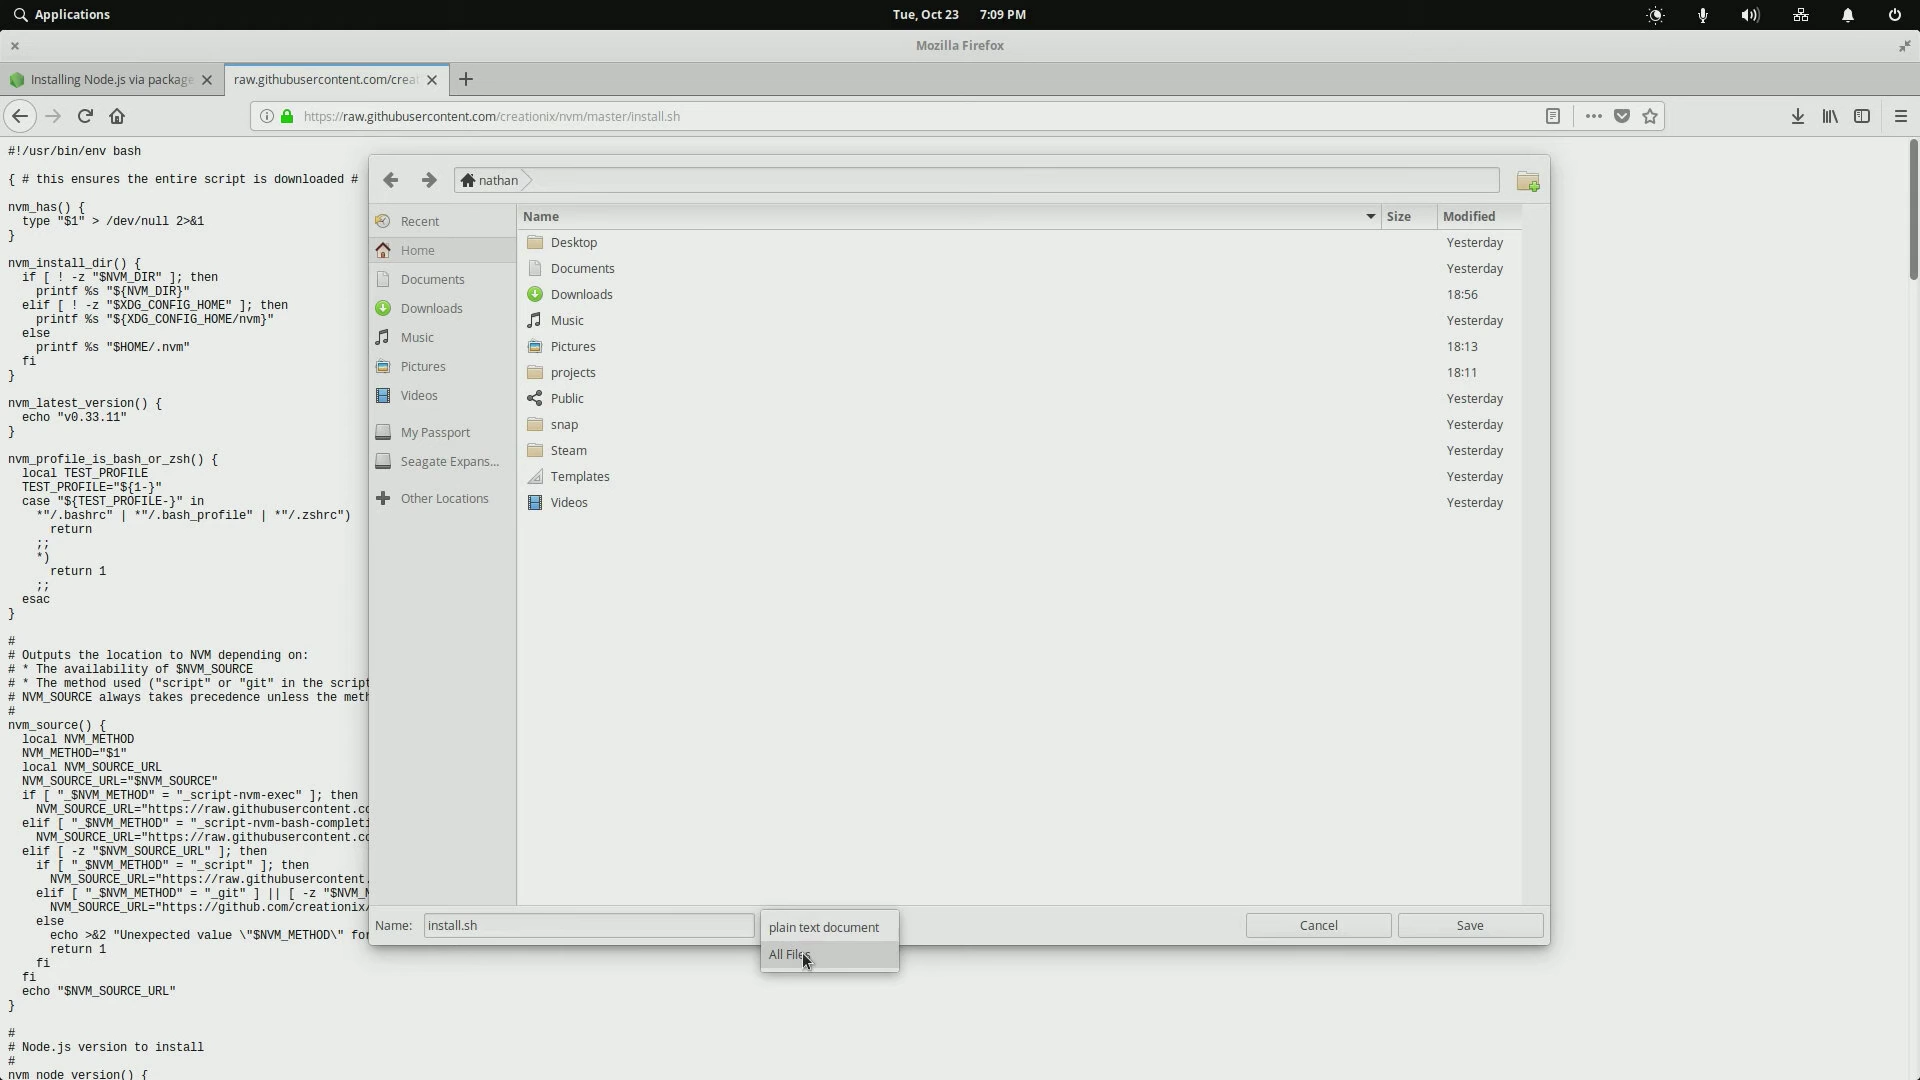 Applications
Tue, Oct 23 7:09 PM
Mozilla Firefox
Installing Node.js via package
raw.githubusercontent.com/creat
https://raw.githubusercontent.com/creationix/nvm/master/install.sh
#!/usr/bin/env bash
{ # this ensures the entire script is downloaded #
nvm_has() {
  type "$1" > /dev/null 2>&1
}
nvm_install_dir() {
  if [ ! -z "$NVM_DIR" ]; then
    printf %s "${NVM_DIR}"
  elif [ ! -z "$XDG_CONFIG_HOME" ]; then
    printf %s "${XDG_CONFIG_HOME/nvm}"
  else
    printf %s "$HOME/.nvm"
  fi
}
nvm_latest_version() {
  echo "v0.33.11"
}
nvm_profile_is_bash_or_zsh() {
  local TEST_PROFILE
  TEST_PROFILE="${1-}"
  case "${TEST_PROFILE-}" in
    *"/.bashrc" | *"/.bash_profile" | *"/.zshrc")
      return
    ;;
    *)
      return 1
    ;;
  esac
}
#
# Outputs the location to NVM depending on:
# * The availability of $NVM_SOURCE
# * The method used ("script" or "git" in the script
# NVM_SOURCE always takes precedence unless the meth
#
nvm_source() {
  local NVM_METHOD
  NVM_METHOD="$1"
  local NVM_SOURCE_URL
  NVM_SOURCE_URL="$NVM_SOURCE"
  if [ "_$NVM_METHOD" = "_script-nvm-exec" ]; then
    NVM_SOURCE_URL="https://raw.githubusercontent.co
  elif [ "_$NVM_METHOD" = "_script-nvm-bash-completi
    NVM_SOURCE_URL="https://raw.githubusercontent.co
  elif [ -z "$NVM_SOURCE_URL" ]; then
    if [ "_$NVM_METHOD" = "_script" ]; then
      NVM_SOURCE_URL="https://raw.githubusercontent.
    elif [ "_$NVM_METHOD" = "_git" ] || [ -z "$NVM_M
      NVM_SOURCE_URL="https://github.com/creationix/
    else
      echo >&2 "Unexpected value \"$NVM_METHOD\" for
      return 1
    fi
  fi
  echo "$NVM_SOURCE_URL"
}
#
# Node.js version to install
#
nvm_node_version() {
nathan
Recent
Home
Documents
Downloads
Music
Pictures
Videos
My Passport
Seagate Expans...
Other Locations
Name Size Modified
Desktop Yesterday
Documents Yesterday
Downloads 18:56
Music Yesterday
Pictures 18:13
projects 18:11
Public Yesterday
snap Yesterday
Steam Yesterday
Templates Yesterday
Videos Yesterday
Name: install.sh
plain text document
All Files
Cancel
Save